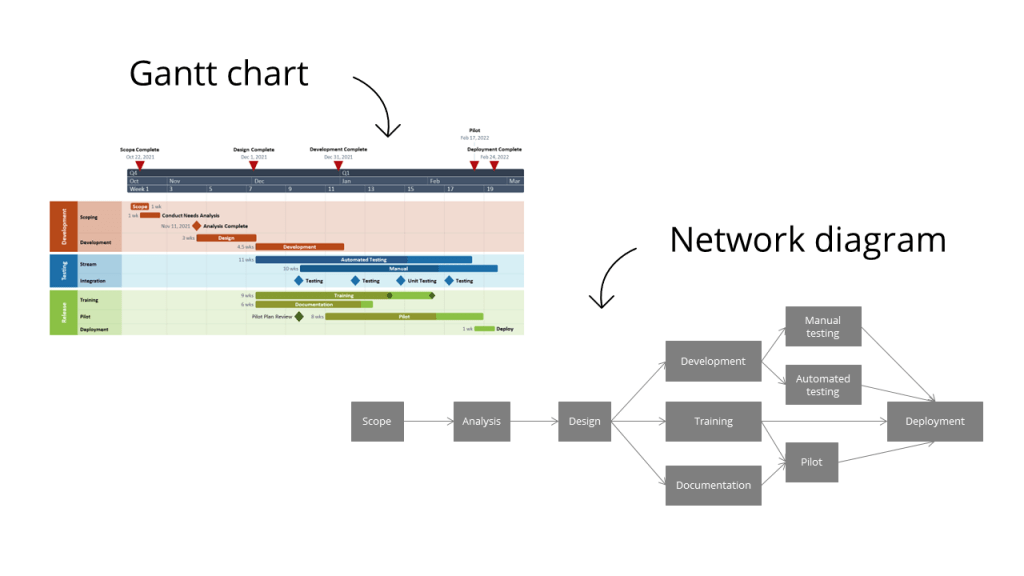 Gantt chart
Pilot
Feb 17, 2022
Scope Complete
Design Complete
Development Complete
Deployment Complete
Oct 22, 2021
Dec 2, 2021
Feb 24, 2022
Q4
Q1
Oct
Nov
Dec
Jan
Feb
Mar
Week 1
3
5
7
9
11
13
15
17
19
Development
Scoping
Development
Scope
1 wk
1 wk
Conduct Needs Analysis
Nov 11, 2021
Analysis Complete
3 wks
Design
4.5 wks
Development
Testing
Stream
Integration
11 wks
Automated Testing
10 wks
Manual
Testing
Testing
Unit Testing
Testing
Release
Training
Pilot
Deployment
9 wks
Training
6 wks
Documentation
Pilot Plan Review
8 wks
Pilot
1 wk
Deploy
Network diagram
Scope
Analysis
Design
Development
Training
Documentation
Manual
testing
Automated
testing
Pilot
Deployment